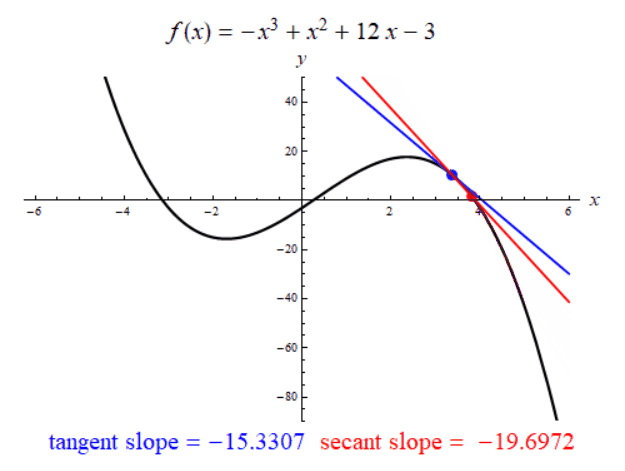 f(x) = −x³ + x² + 12 x − 3
y
40
20
−6 −4 −2 2 4 6 x
−20
−40
−60
−80
tangent slope = −15.3307 secant slope = −19.6972